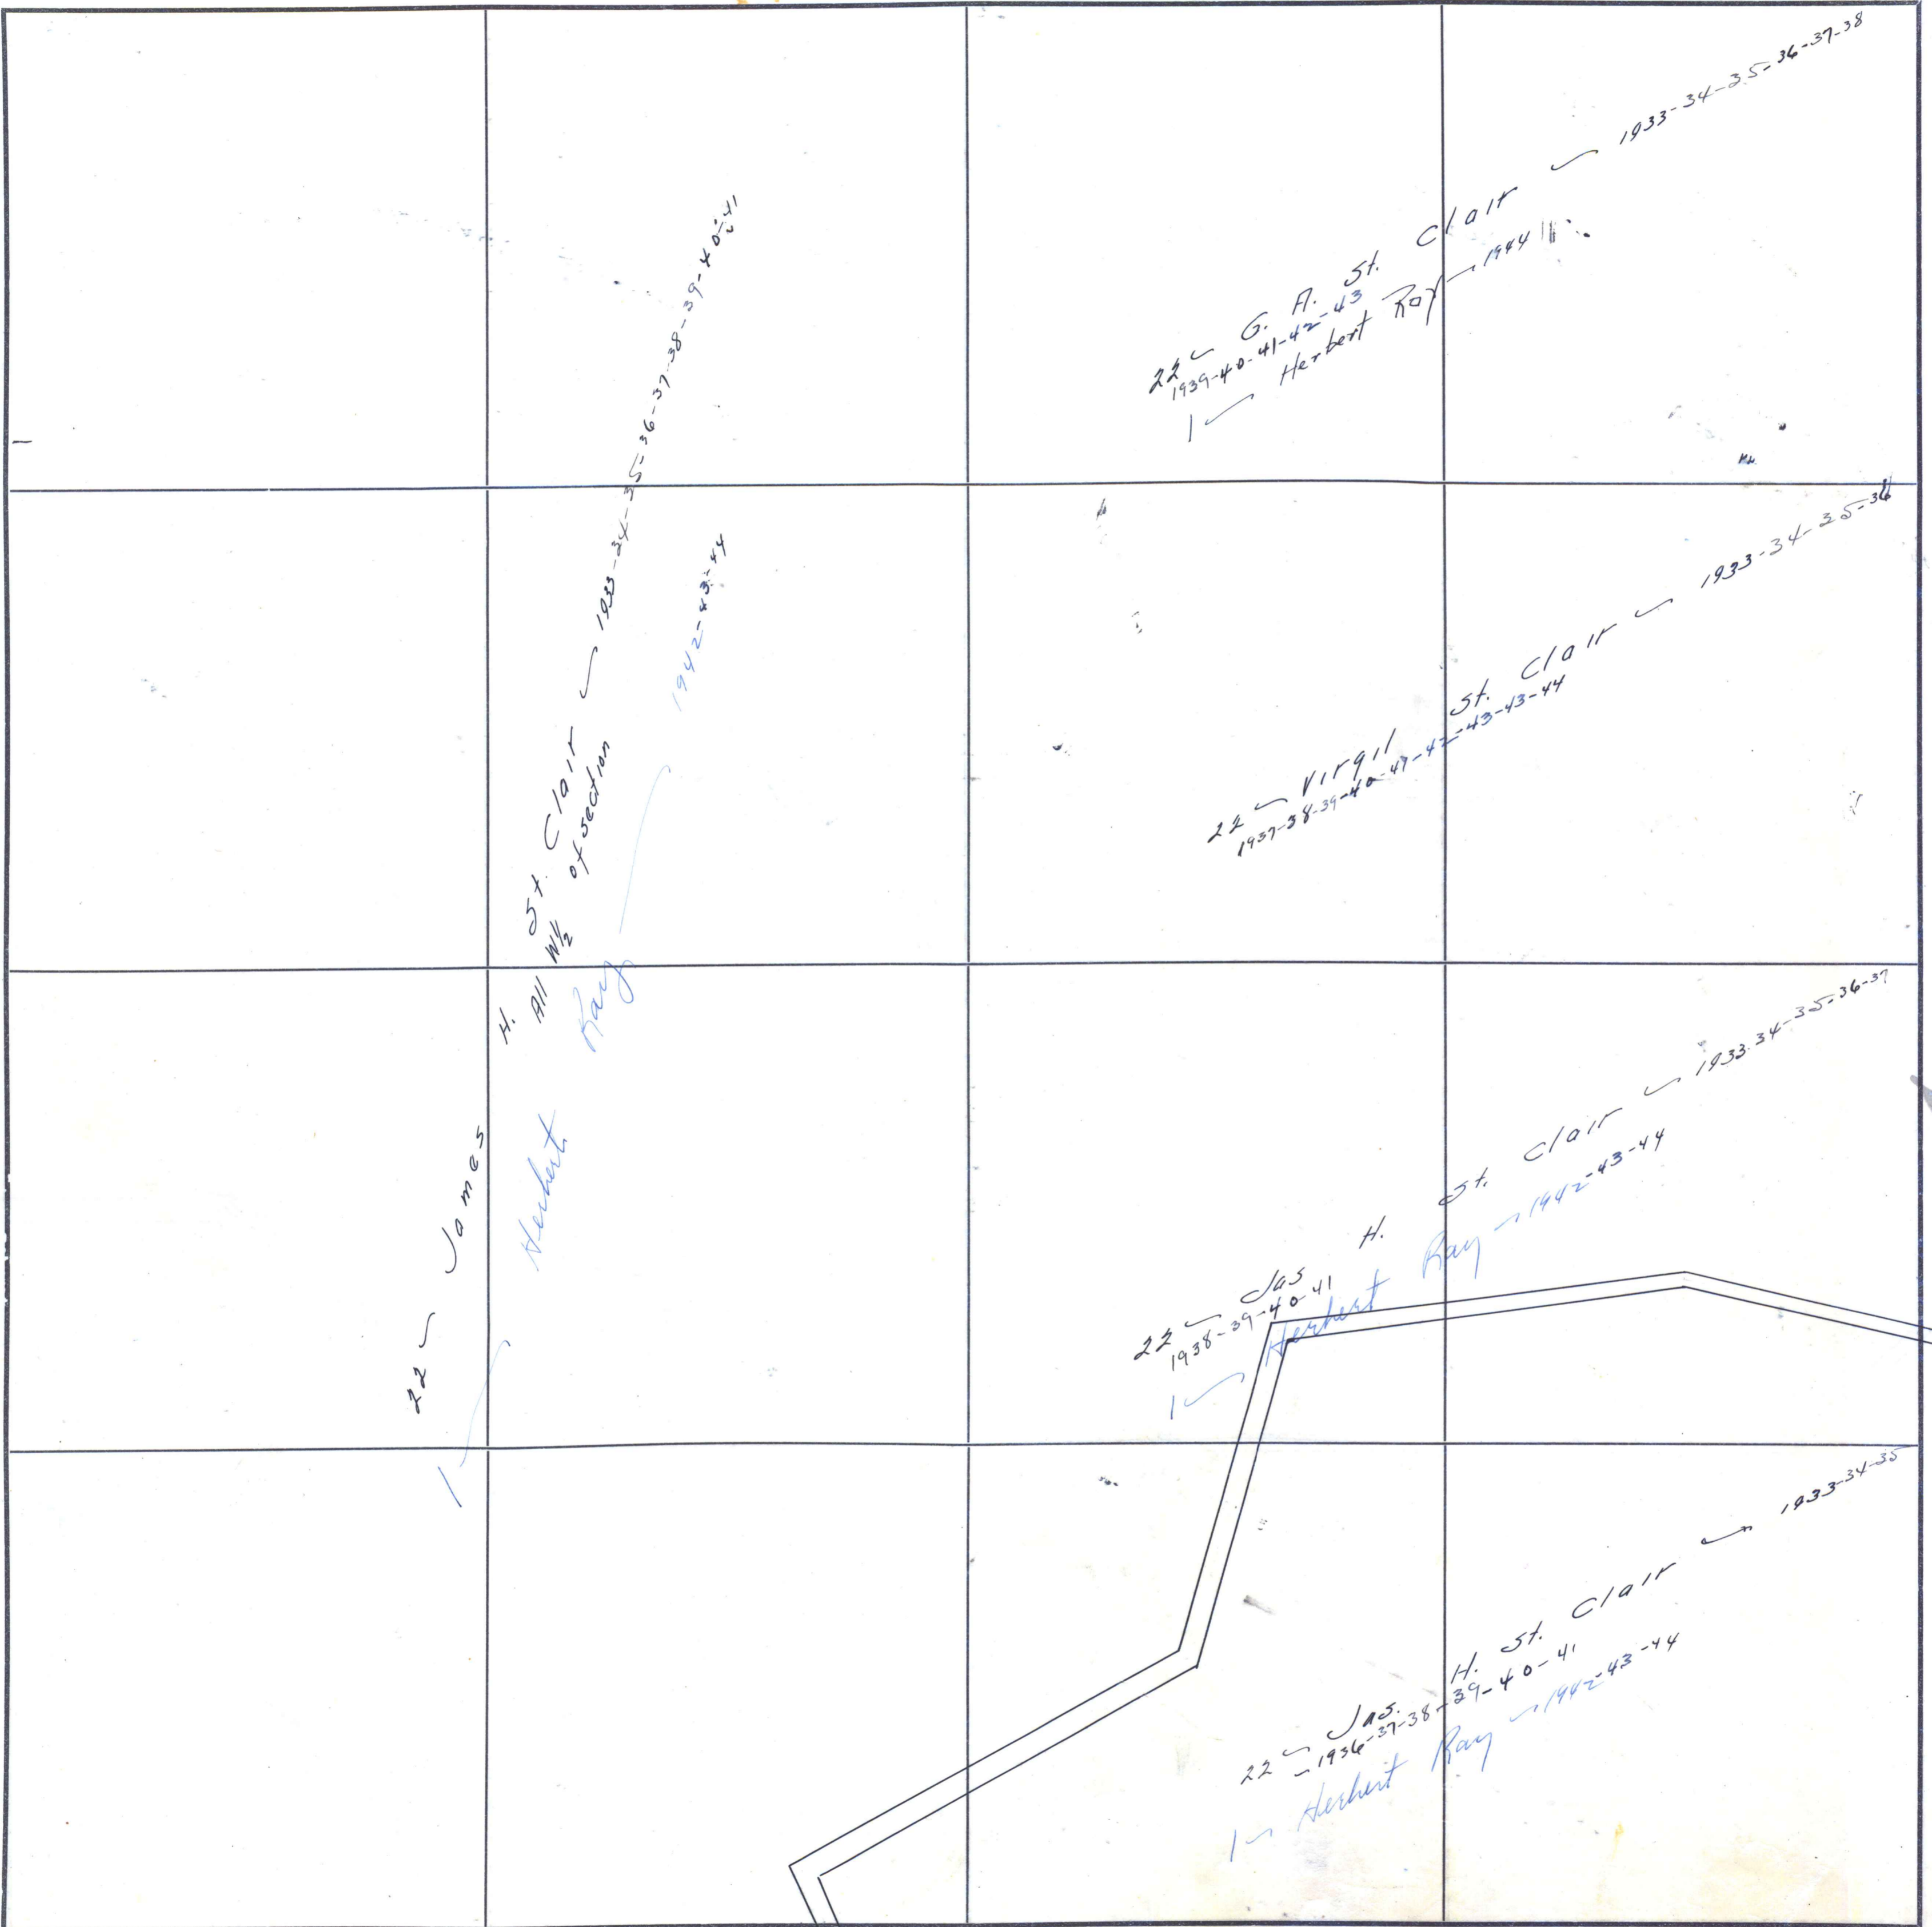 22 James H. St. Clair 1933-34-35-36-37-38-39-40-41
All W½ of section
1 Herbert Ray 1942-43-44
22 G. A. St. Clair 1933-34-35-36-37-38
1939-40-41-42-43
1 Herbert Roy 1944
22 Virgil St. Clair 1933-34-35-36
1937-38-39-40-41-42-43-43-44
22 Jas H. St. Clair 1933-34-35-36-37
1938-39-40-41
1 Herbert Ray 1942-43-44
22 Jas. H. St. Clair 1933-34-35
1936-37-38-39-40-41
1 Herbert Ray 1942-43-44